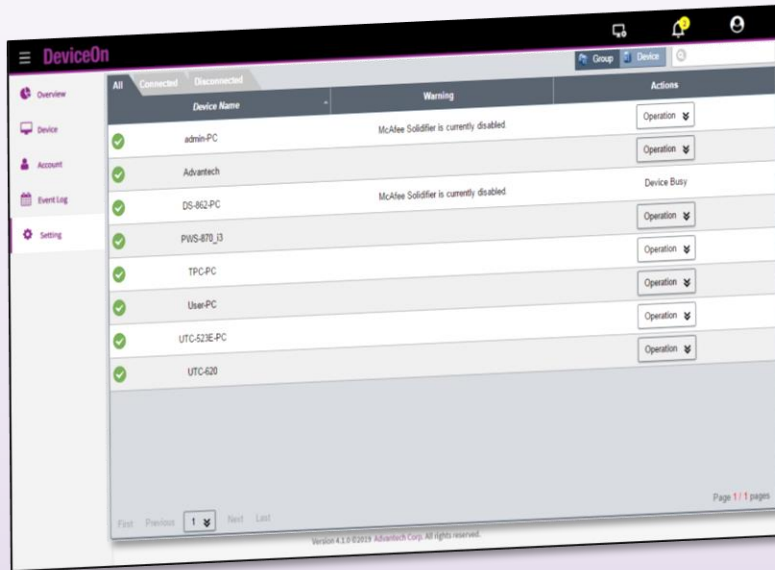 DeviceOn
2
Group Device
Overview
Device
Account
Event Log
Setting
All Connected Disconnected
Device Name Warning Actions
admin-PC McAfee Solidifier is currently disabled Operation
Advantech Operation
DS-862-PC McAfee Solidifier is currently disabled Device Busy
PWS-870_i3 Operation
TPC-PC Operation
User-PC Operation
UTC-523E-PC Operation
UTC-620 Operation
First Previous 1 Next Last
Page 1 / 1 pages
Version 4.1.0 ©2019 Advantech Corp. All rights reserved.